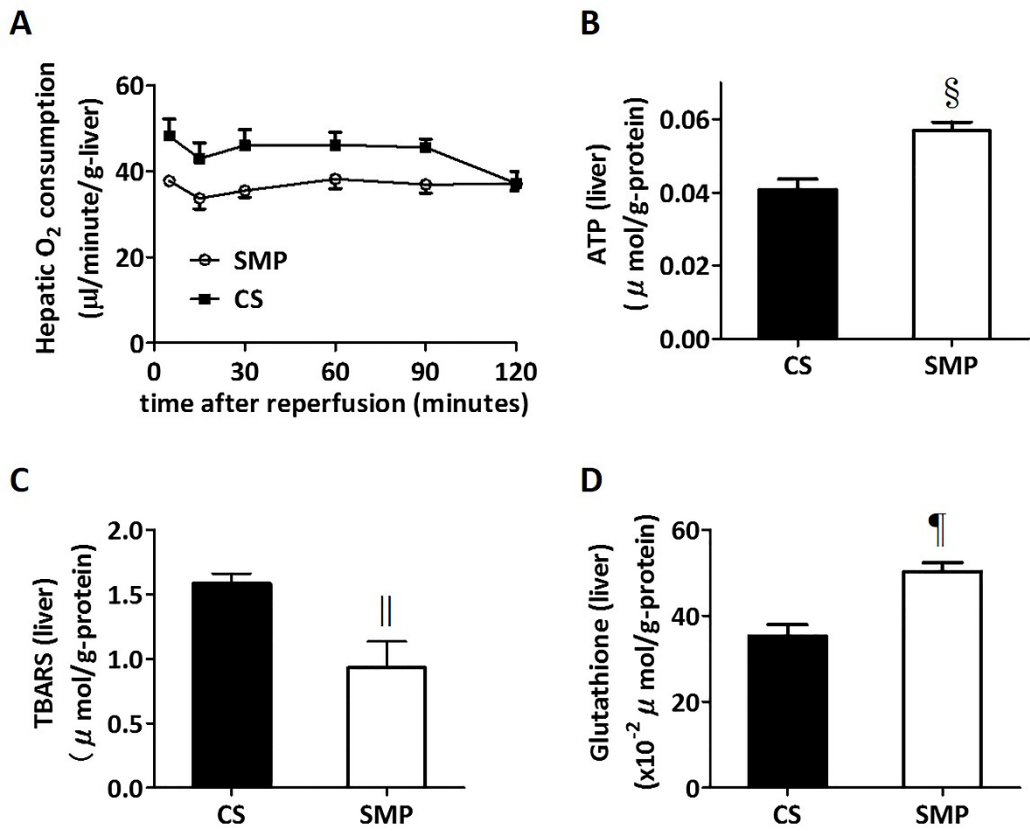 A
Hepatic O2 consumption
(μl/minute/g-liver)
60
40
20
0
SMP
CS
0 30 60 90 120
time after reperfusion (minutes)
B
ATP (liver)
( μ mol/g-protein)
§
0.06
0.04
0.02
0.00
CS SMP
C
TBARS (liver)
( μ mol/g-protein)
2.0
1.5
||
1.0
0.5
0.0
CS SMP
D
Glutathione (liver)
(x10-2 μ mol/g-protein)
¶
60
40
20
0
CS SMP